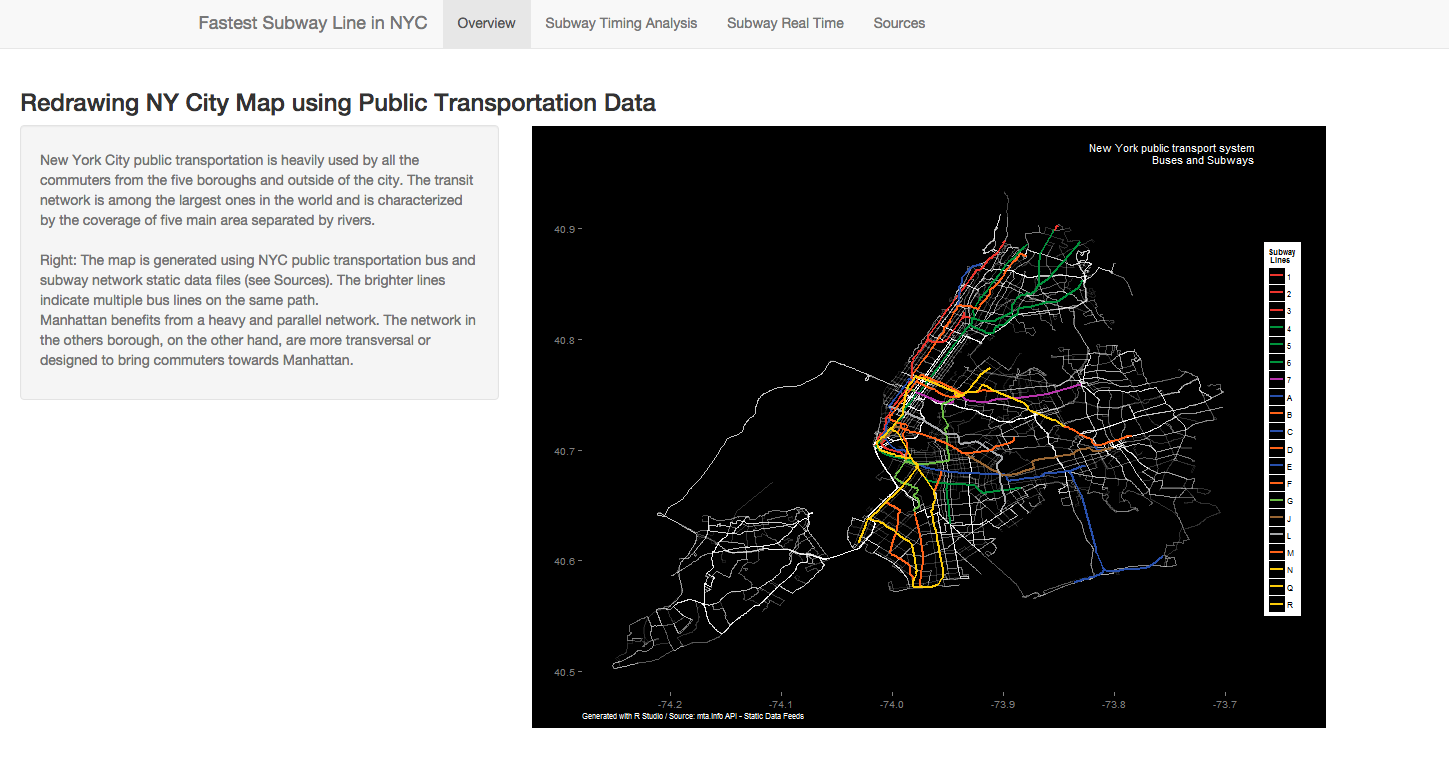 Fastest Subway Line in NYC
Overview
Subway Timing Analysis
Subway Real Time
Sources
Redrawing NY City Map using Public Transportation Data
New York City public transportation is heavily used by all the
commuters from the five boroughs and outside of the city. The transit
network is among the largest ones in the world and is characterized
by the coverage of five main area separated by rivers.
Right: The map is generated using NYC public transportation bus and
subway network static data files (see Sources). The brighter lines
indicate multiple bus lines on the same path.
Manhattan benefits from a heavy and parallel network. The network in
the others borough, on the other hand, are more transversal or
designed to bring commuters towards Manhattan.
New York public transport system
Buses and Subways
40.9
40.8
40.7
40.6
40.5
-74.2
-74.1
-74.0
-73.9
-73.8
-73.7
Generated with R Studio / Source: mta.info API - Static Data Feeds
Subway
Lines
1
2
3
4
5
6
7
A
B
C
D
E
F
G
J
L
M
N
Q
R